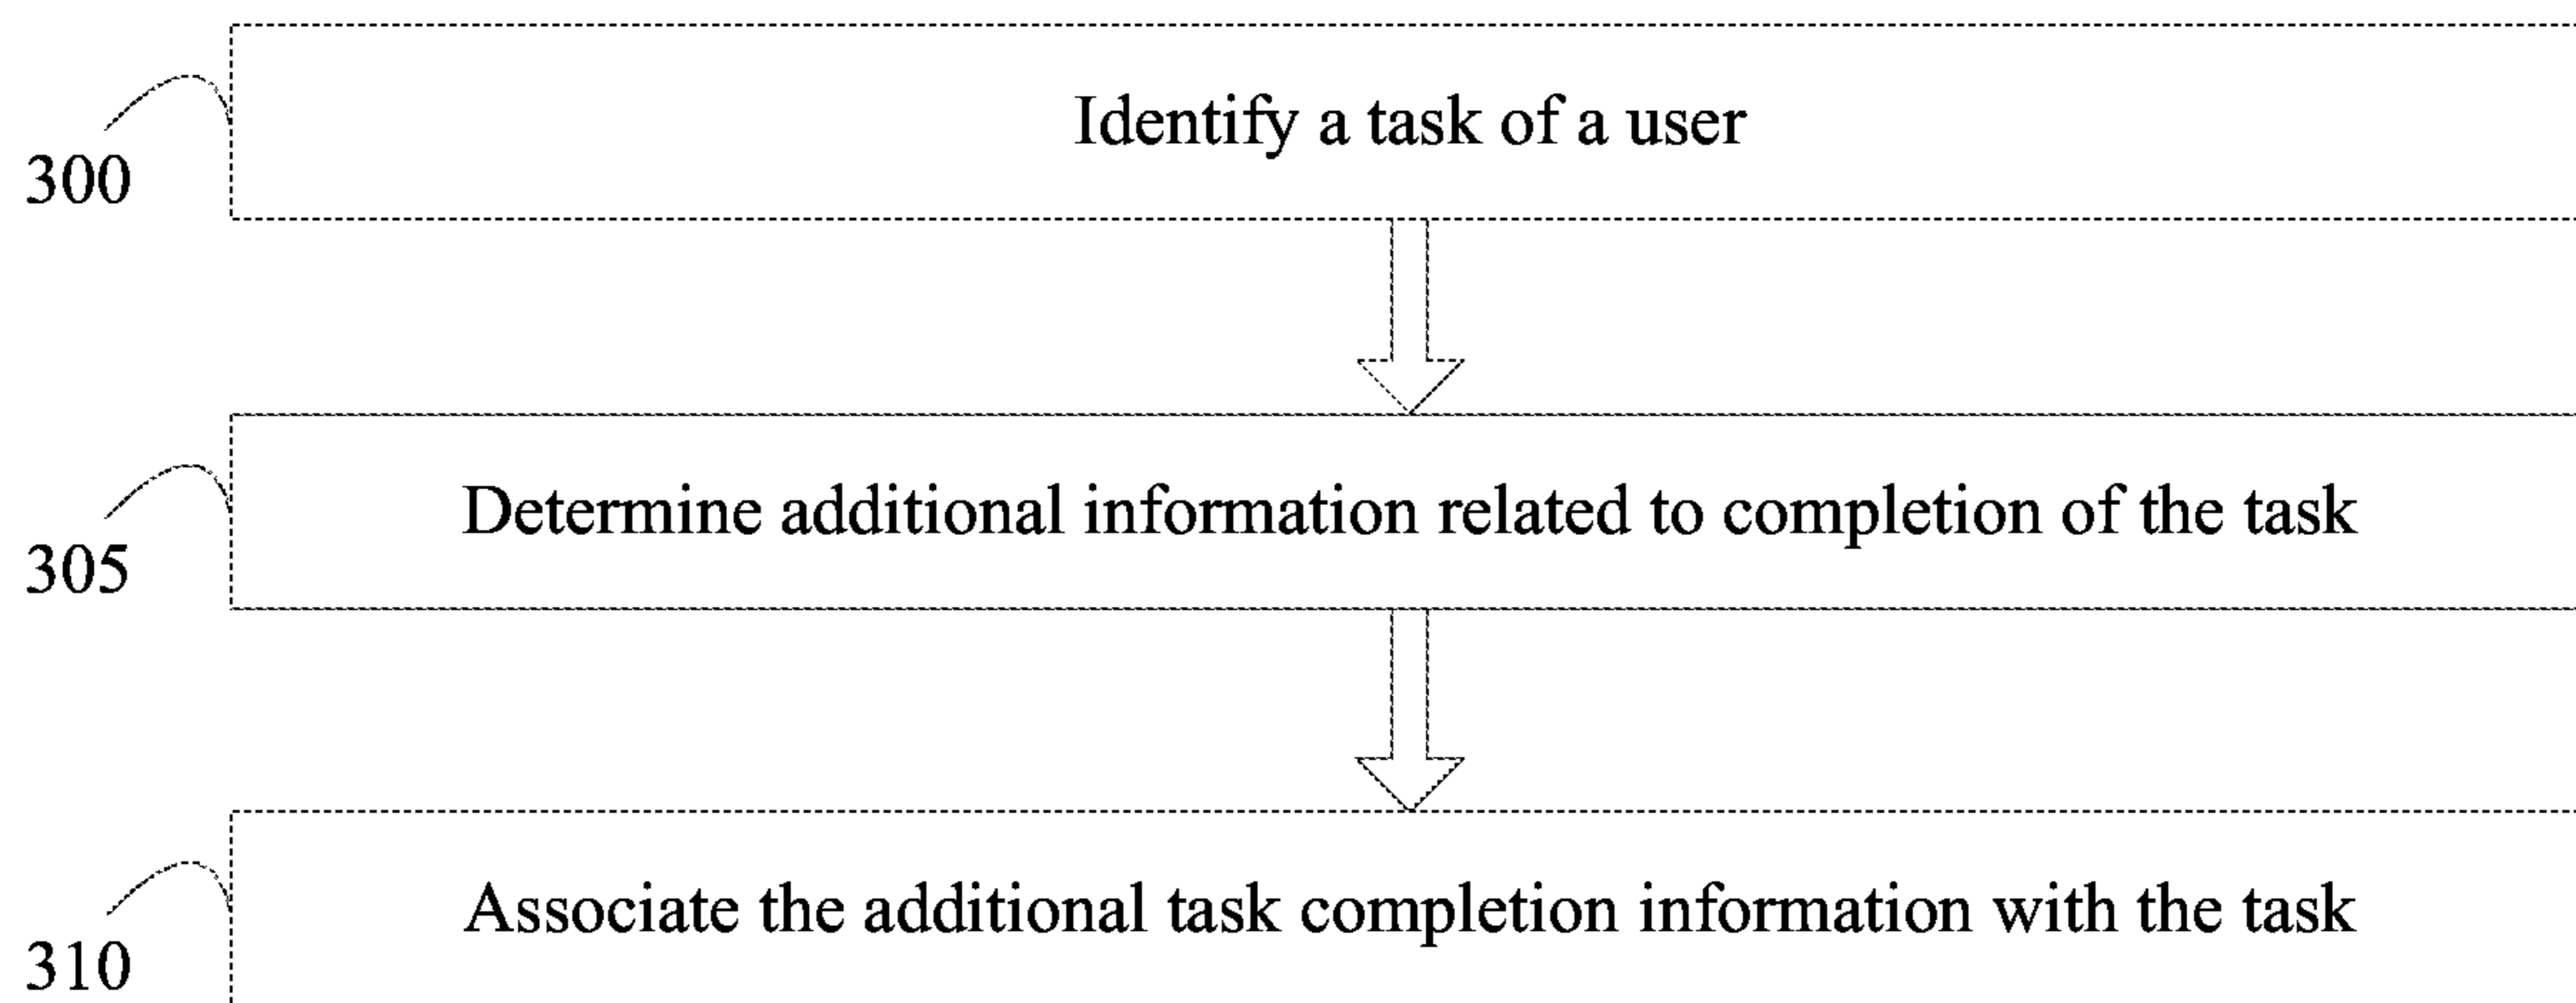 Identify a task of a user
300
Determine additional information related to completion of the task
305
Associate the additional task completion information with the task
310